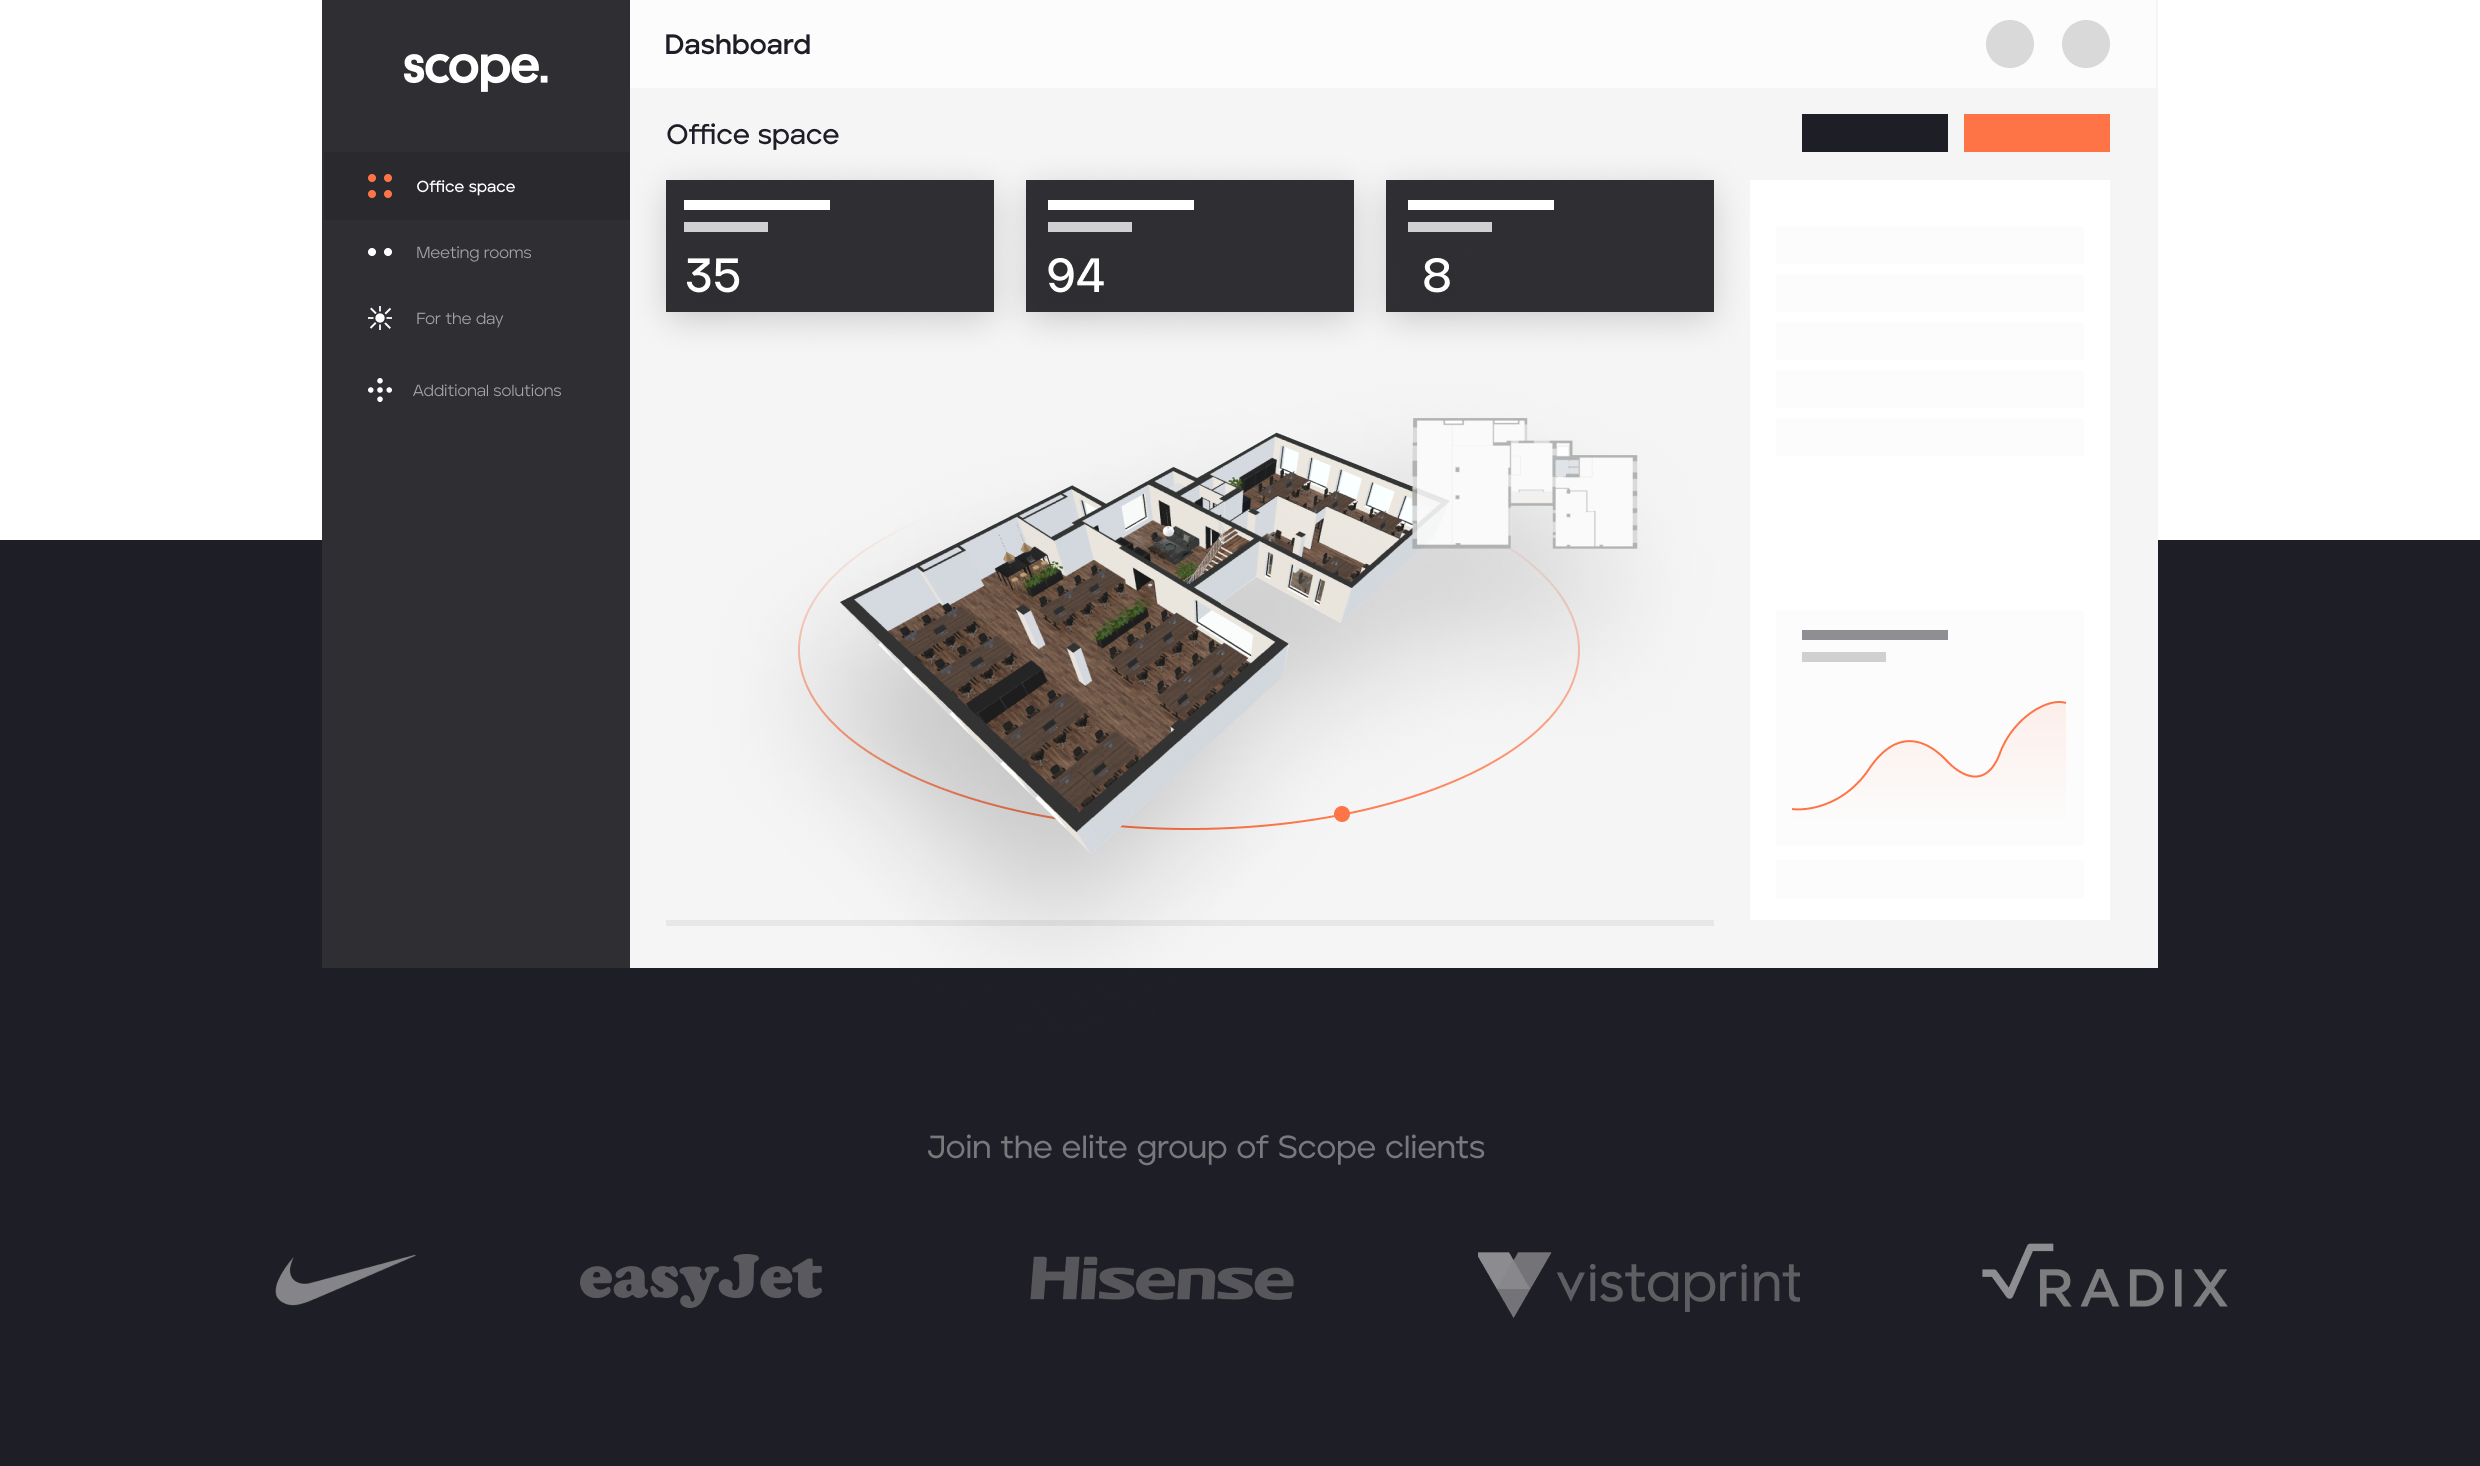 scope.
Dashboard
Office space
Office space
Meeting rooms
For the day
Additional solutions
35
94
8
Join the elite group of Scope clients
easyJet
Hisense
vistaprint
RADIX